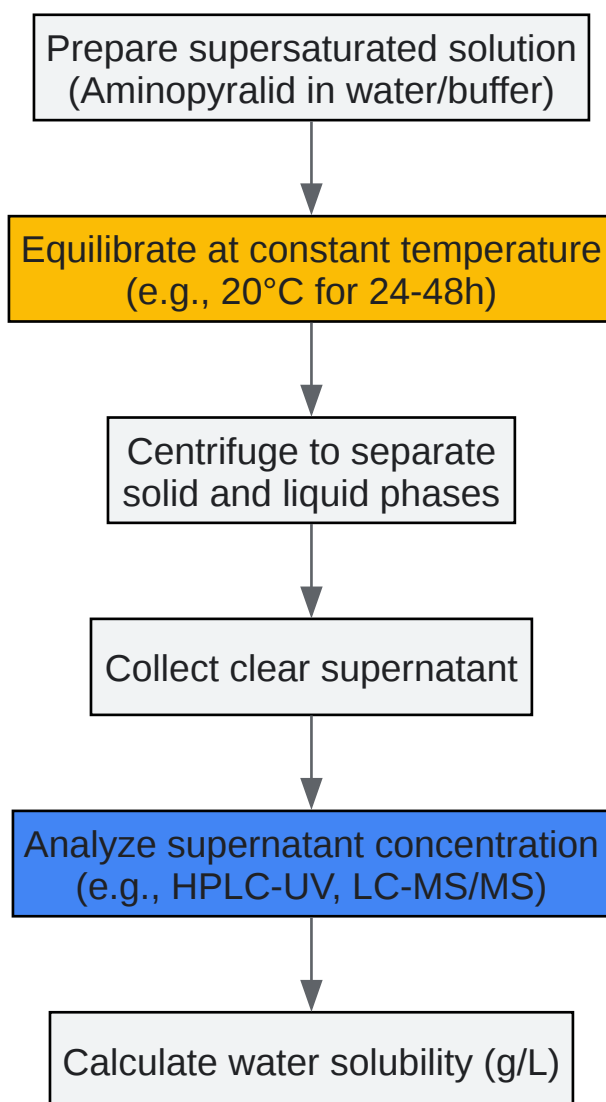 Prepare supersaturated solution
(Aminopyralid in water/buffer)
Equilibrate at constant temperature
(e.g., 20°C for 24-48h)
Centrifuge to separate
solid and liquid phases
Collect clear supernatant
Analyze supernatant concentration
(e.g., HPLC-UV, LC-MS/MS)
Calculate water solubility (g/L)